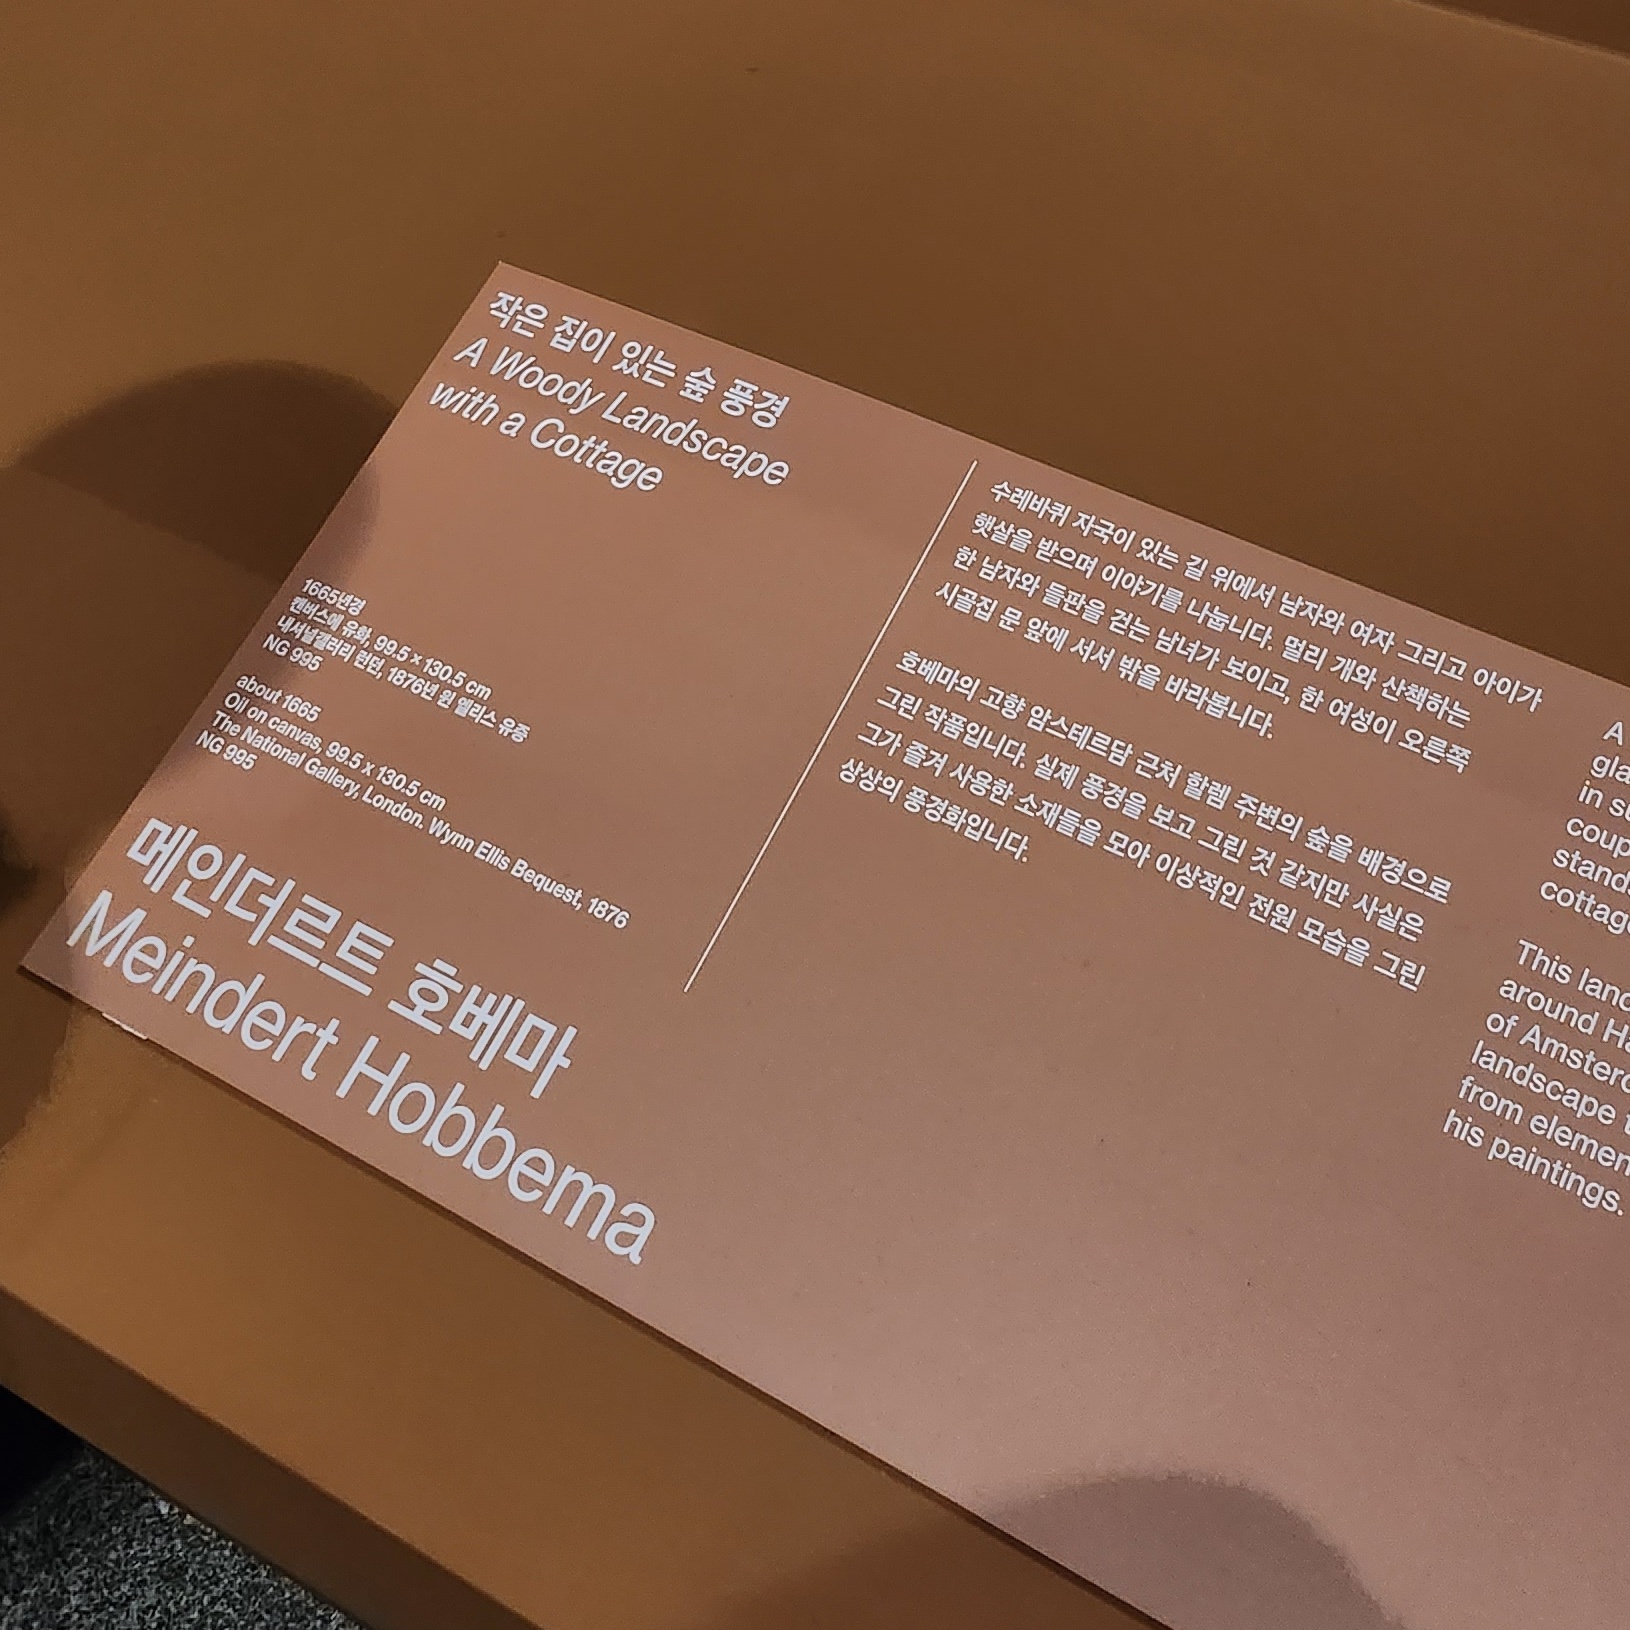 작은 집이 있는 숲 풍경
A Woody Landscape
with a Cottage
1665년경
캔버스에 유화, 99.5 × 130.5 cm
내셔널갤러리 런던, 1876년 윈 엘리스 유증
NG 995
about 1665
Oil on canvas, 99.5 x 130.5 cm
The National Gallery, London. Wynn Ellis Bequest, 1876
NG 995
메인더르트 호베마
Meindert Hobbema
수레바퀴 자국이 있는 길 위에서 남자와 여자 그리고 아이가
햇살을 받으며 이야기를 나눕니다. 멀리 개와 산책하는
한 남자와 들판을 걷는 남녀가 보이고, 한 여성이 오른쪽
시골집 문 앞에 서서 밖을 바라봅니다.
호베마의 고향 암스테르담 근처 할렘 주변의 숲을 배경으로
그린 작품입니다. 실제 풍경을 보고 그린 것 같지만 사실은
그가 즐겨 사용한 소재들을 모아 이상적인 전원 모습을 그린
상상의 풍경화입니다.
A
gla
in su
coup
stand
cottag
This land
around Ha
of Amsterd
landscape t
from elemen
his paintings.